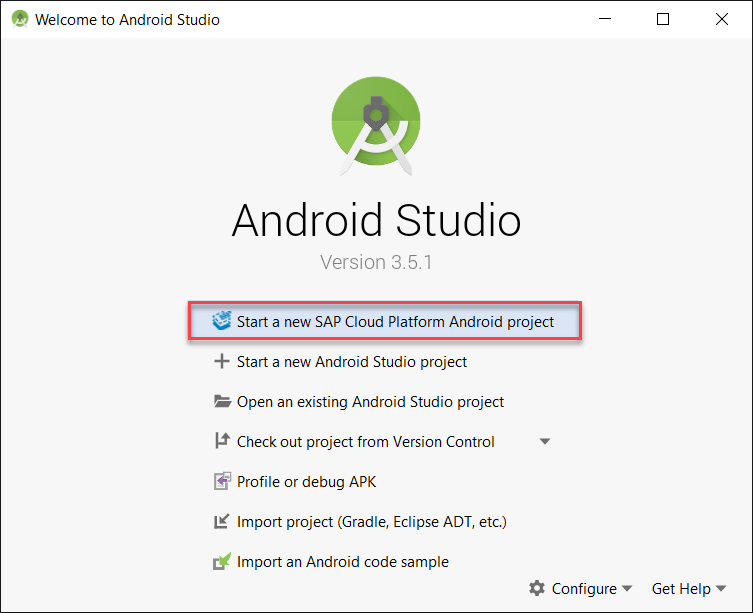 Welcome to Android Studio
Android Studio
Version 3.5.1
Start a new SAP Cloud Platform Android project
Start a new Android Studio project
Open an existing Android Studio project
Check out project from Version Control
Profile or debug APK
Import project (Gradle, Eclipse ADT, etc.)
Import an Android code sample
Configure Get Help